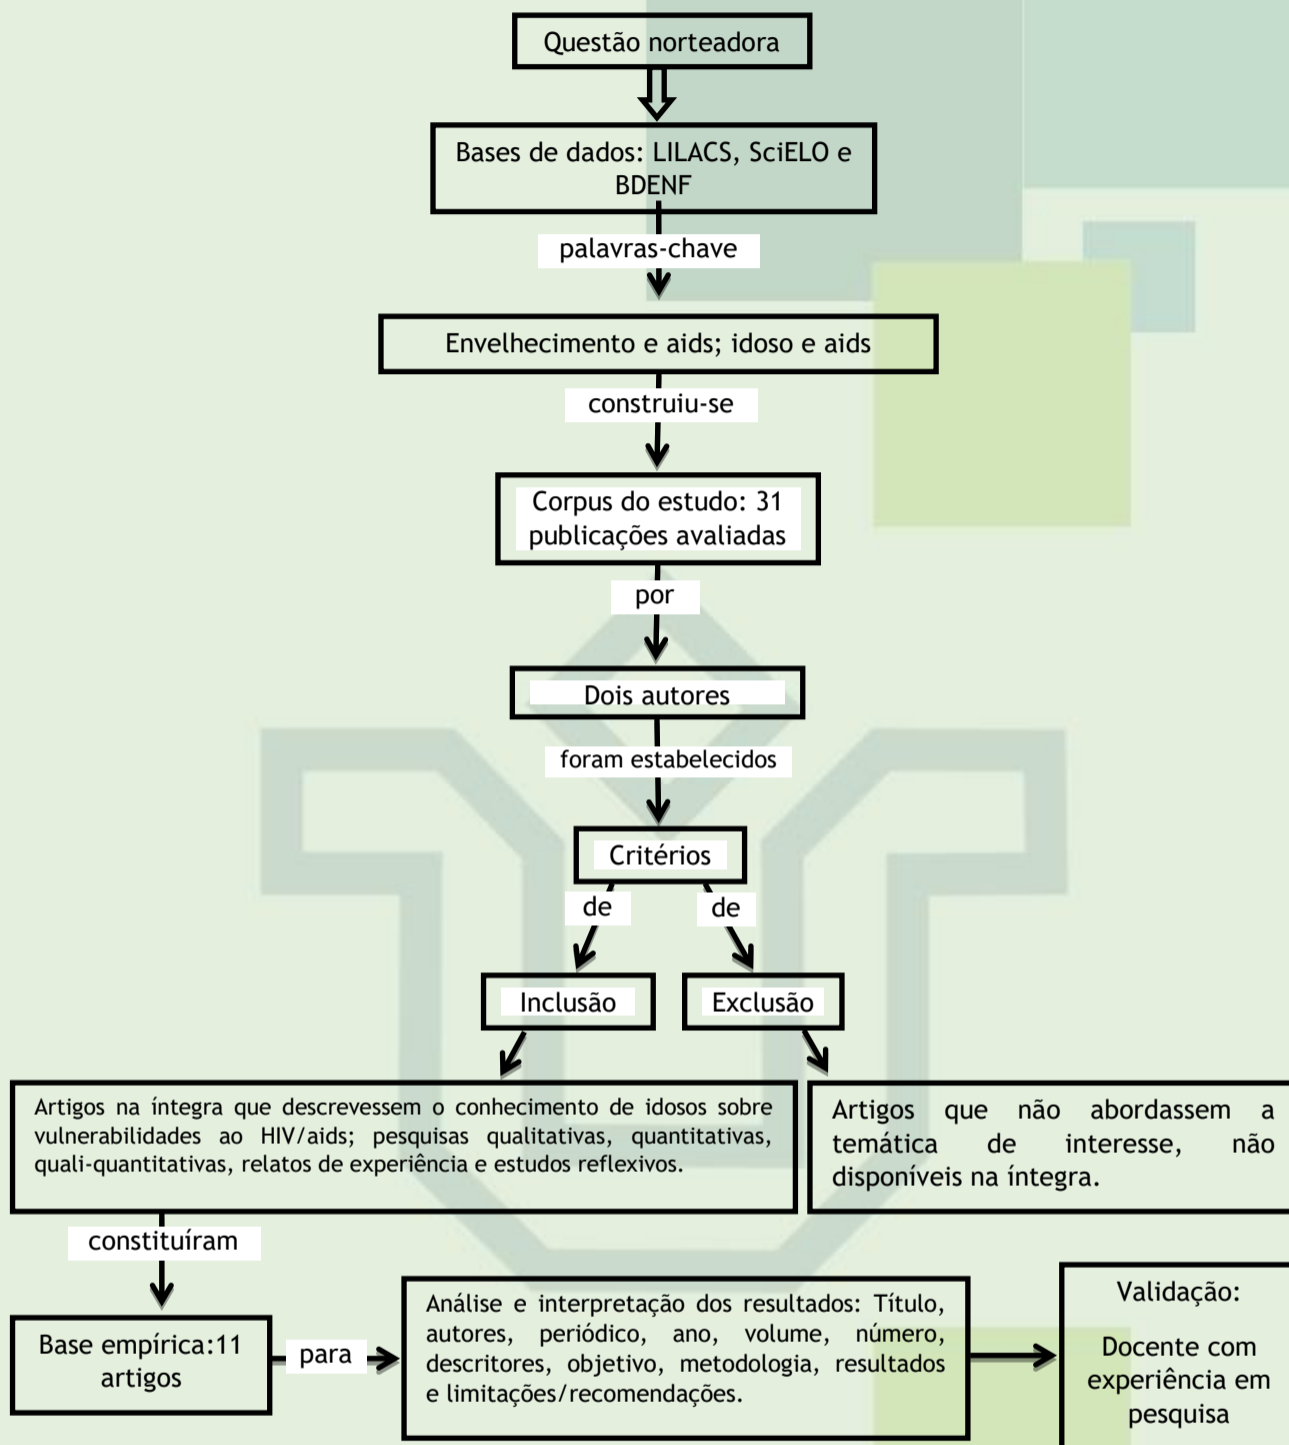 Questão norteadora
Bases de dados: LILACS, SciELO e
BDENF
palavras-chave
Envelhecimento e aids; idoso e aids
construiu-se
Corpus do estudo: 31
publicações avaliadas
por
Dois autores
foram estabelecidos
Critérios
de
de
Inclusão
Exclusão
Artigos na íntegra que descrevessem o conhecimento de idosos sobre
vulnerabilidades ao HIV/aids; pesquisas qualitativas, quantitativas,
quali-quantitativas, relatos de experiência e estudos reflexivos.
Artigos que não abordassem a
temática de interesse, não
disponíveis na íntegra.
constituíram
Base empírica:11
artigos
para
Análise e interpretação dos resultados: Título,
autores, periódico, ano, volume, número,
descritores, objetivo, metodologia, resultados
e limitações/recomendações.
Validação:
Docente com
experiência em
pesquisa